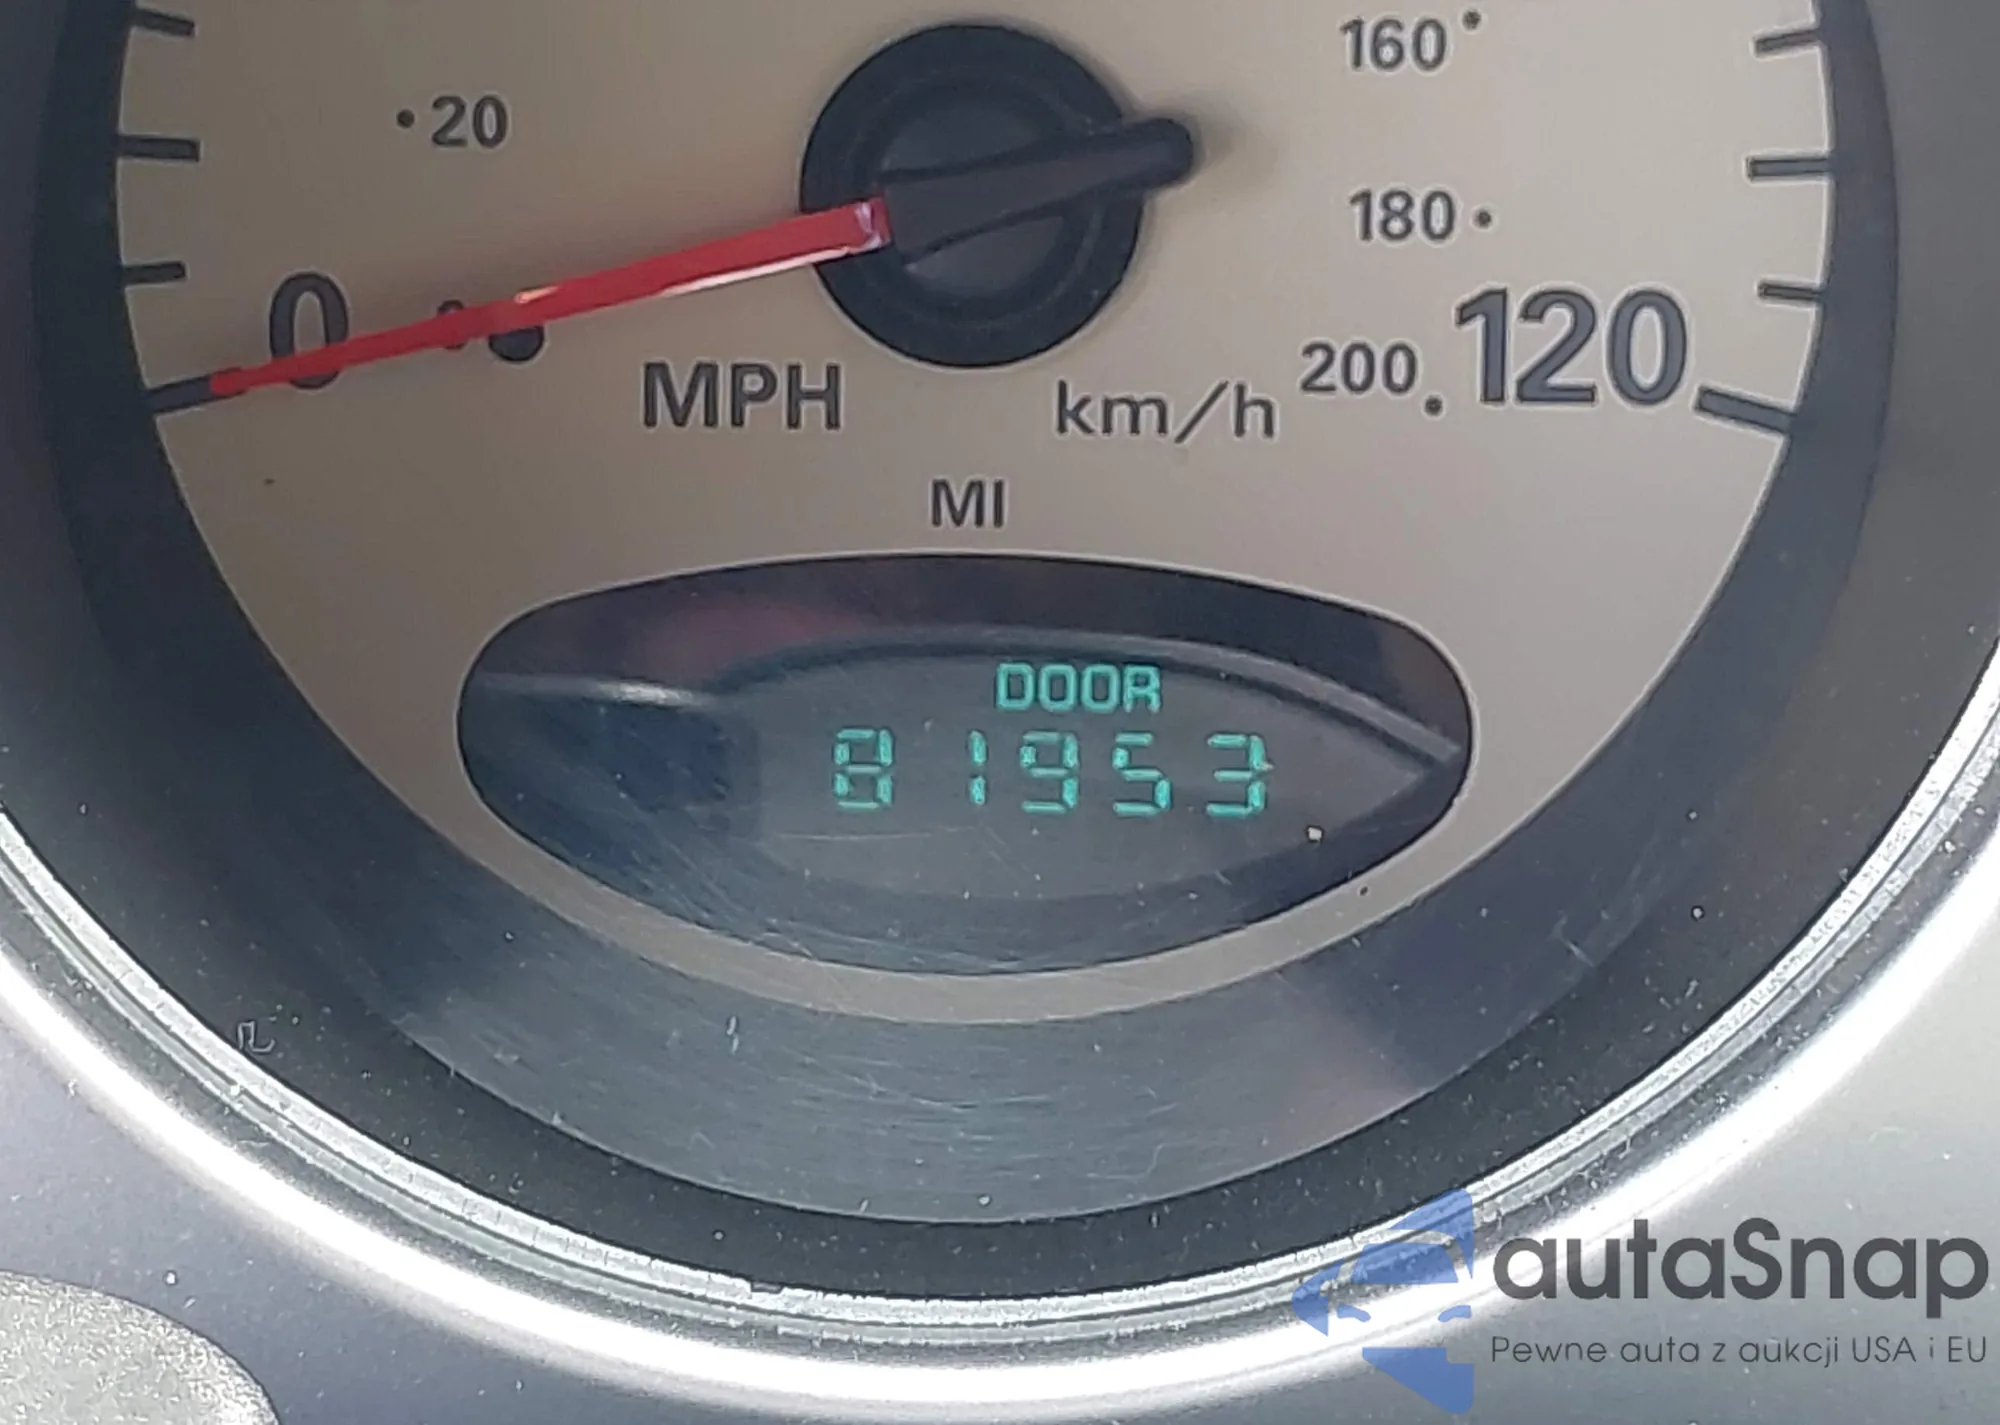 160
20
180
0
120
200
MPH
km/h
MI
DOOR
81953
autaSnap
Pewne auta z aukcji USA i EU